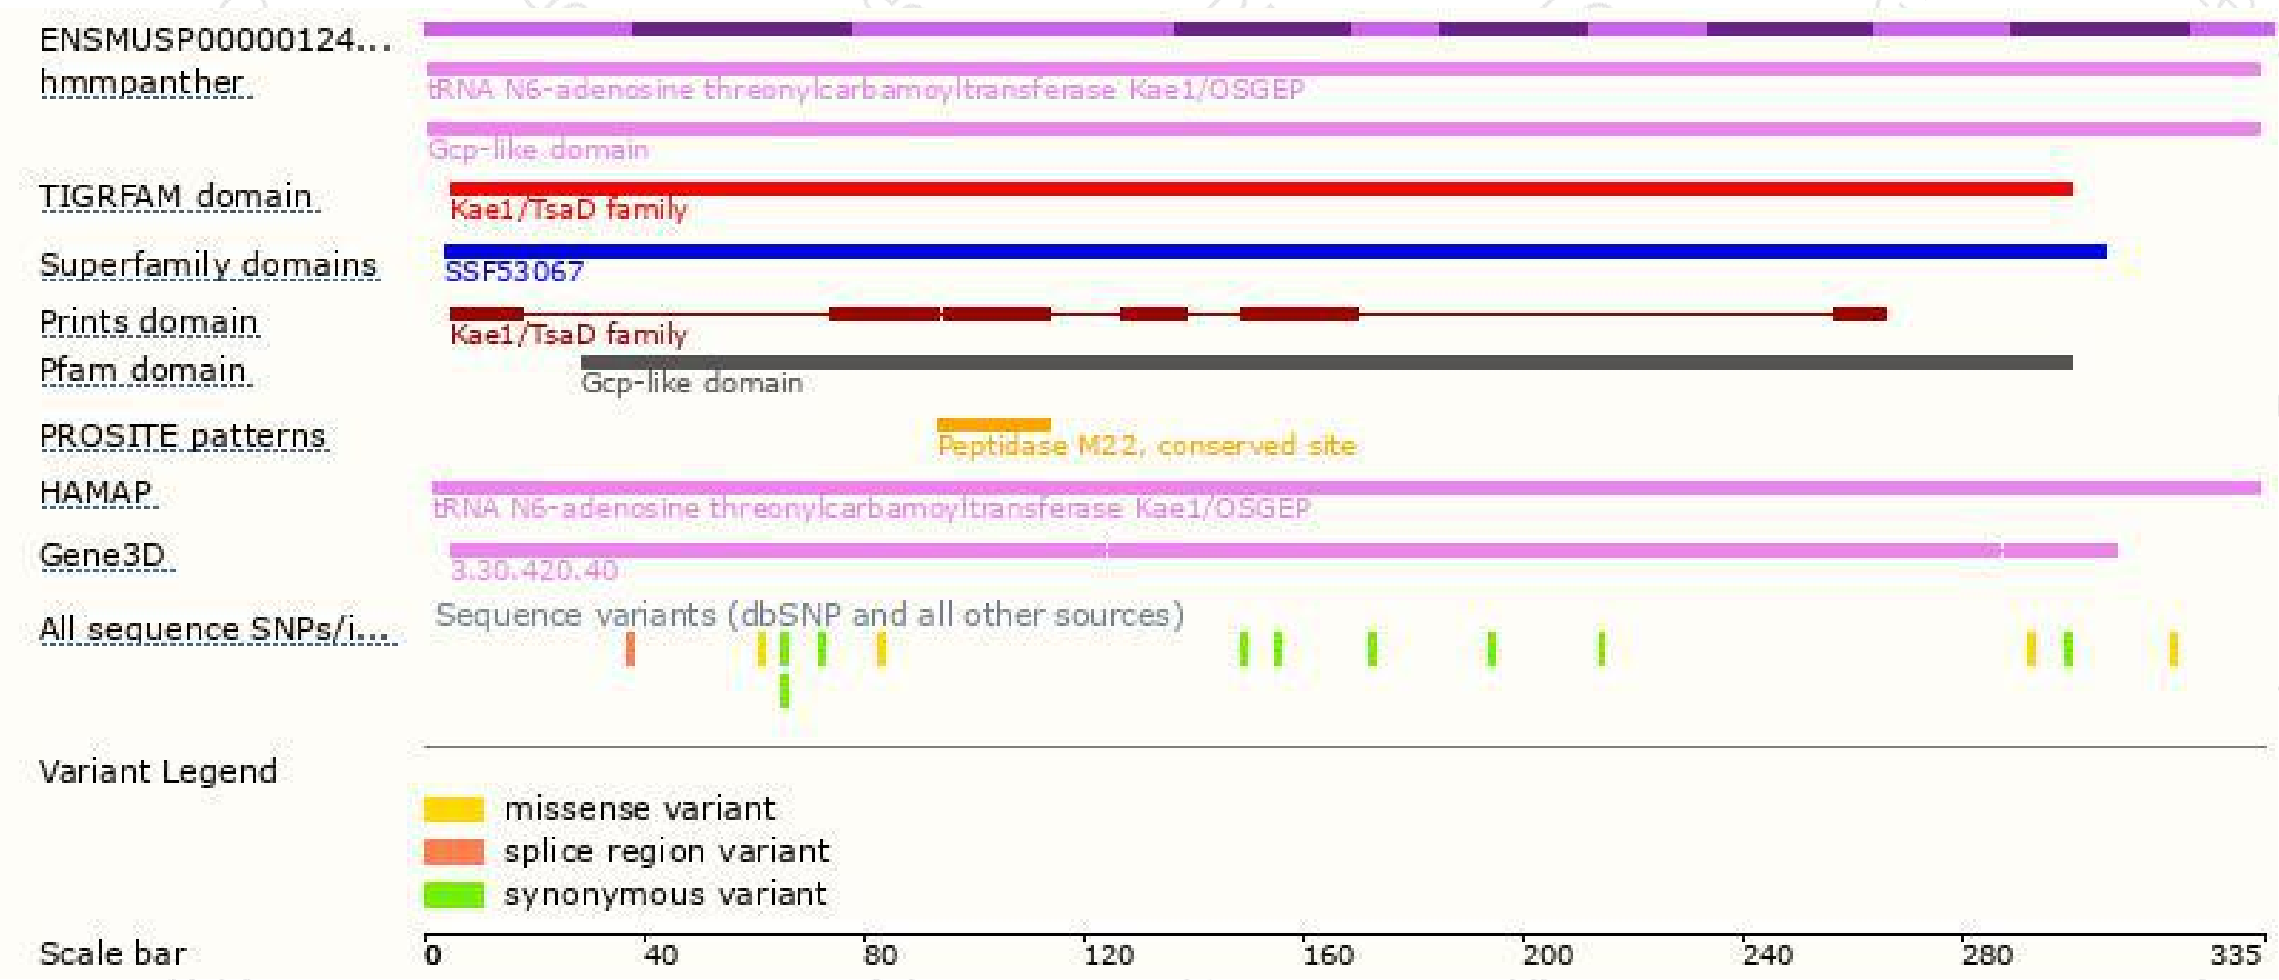 ENSMUSP00000124...
hmmpanther
tRNA N6-adenosine threonylcarbamoyltransferase Kae1/OSGEP
Gcp-like domain
TIGRFAM domain
Kae1/TsaD family
Superfamily domains
SSF53067
Prints domain
Kae1/TsaD family
Pfam domain
Gcp-like domain
PROSITE patterns
Peptidase M22, conserved site
HAMAP
tRNA N6-adenosine threonylcarbamoyltransferase Kae1/OSGEP
Gene3D
3.30.420.40
All sequence SNPs/i...
Sequence variants (dbSNP and all other sources)
Variant Legend
missense variant
splice region variant
synonymous variant
Scale bar 0 40 80 120 160 200 240 280 335